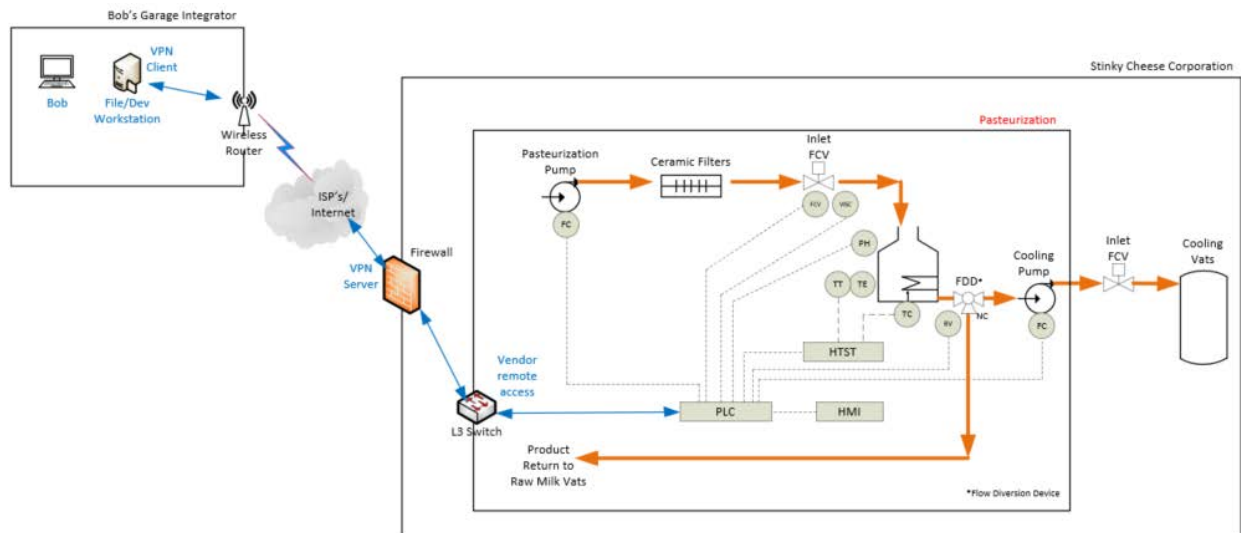 Bob's Garage Integrator
VPN
Client
Bob
File/Dev
Workstation
Wireless
Router
ISP's/
Internet
Firewall
VPN
Server
Vendor
remote
access
L3 Switch
Stinky Cheese Corporation
Pasteurization
Pasteurization
Pump
FC
Ceramic Filters
Inlet
FCV
FCV
VISC
PH
TT
TE
TC
HTST
RV
FDD*
NC
Cooling
Pump
FC
Inlet
FCV
Cooling
Vats
PLC
HMI
Product
Return to
Raw Milk Vats
*Flow Diversion Device